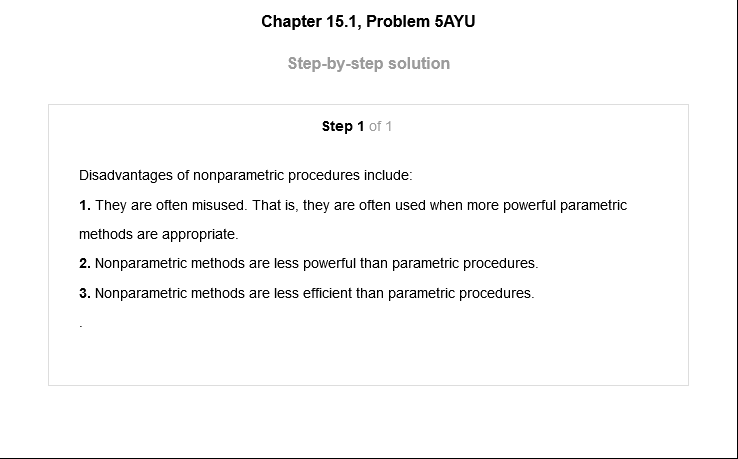 Chapter 15.1, Problem 5AYU
Step-by-step solution
Step 1 of 1
Disadvantages of nonparametric procedures include:
1. They are often misused. That is, they are often used when more powerful parametric
methods are appropriate.
2. Nonparametric methods are less powerful than parametric procedures.
3. Nonparametric methods are less efficient than parametric procedures.
.